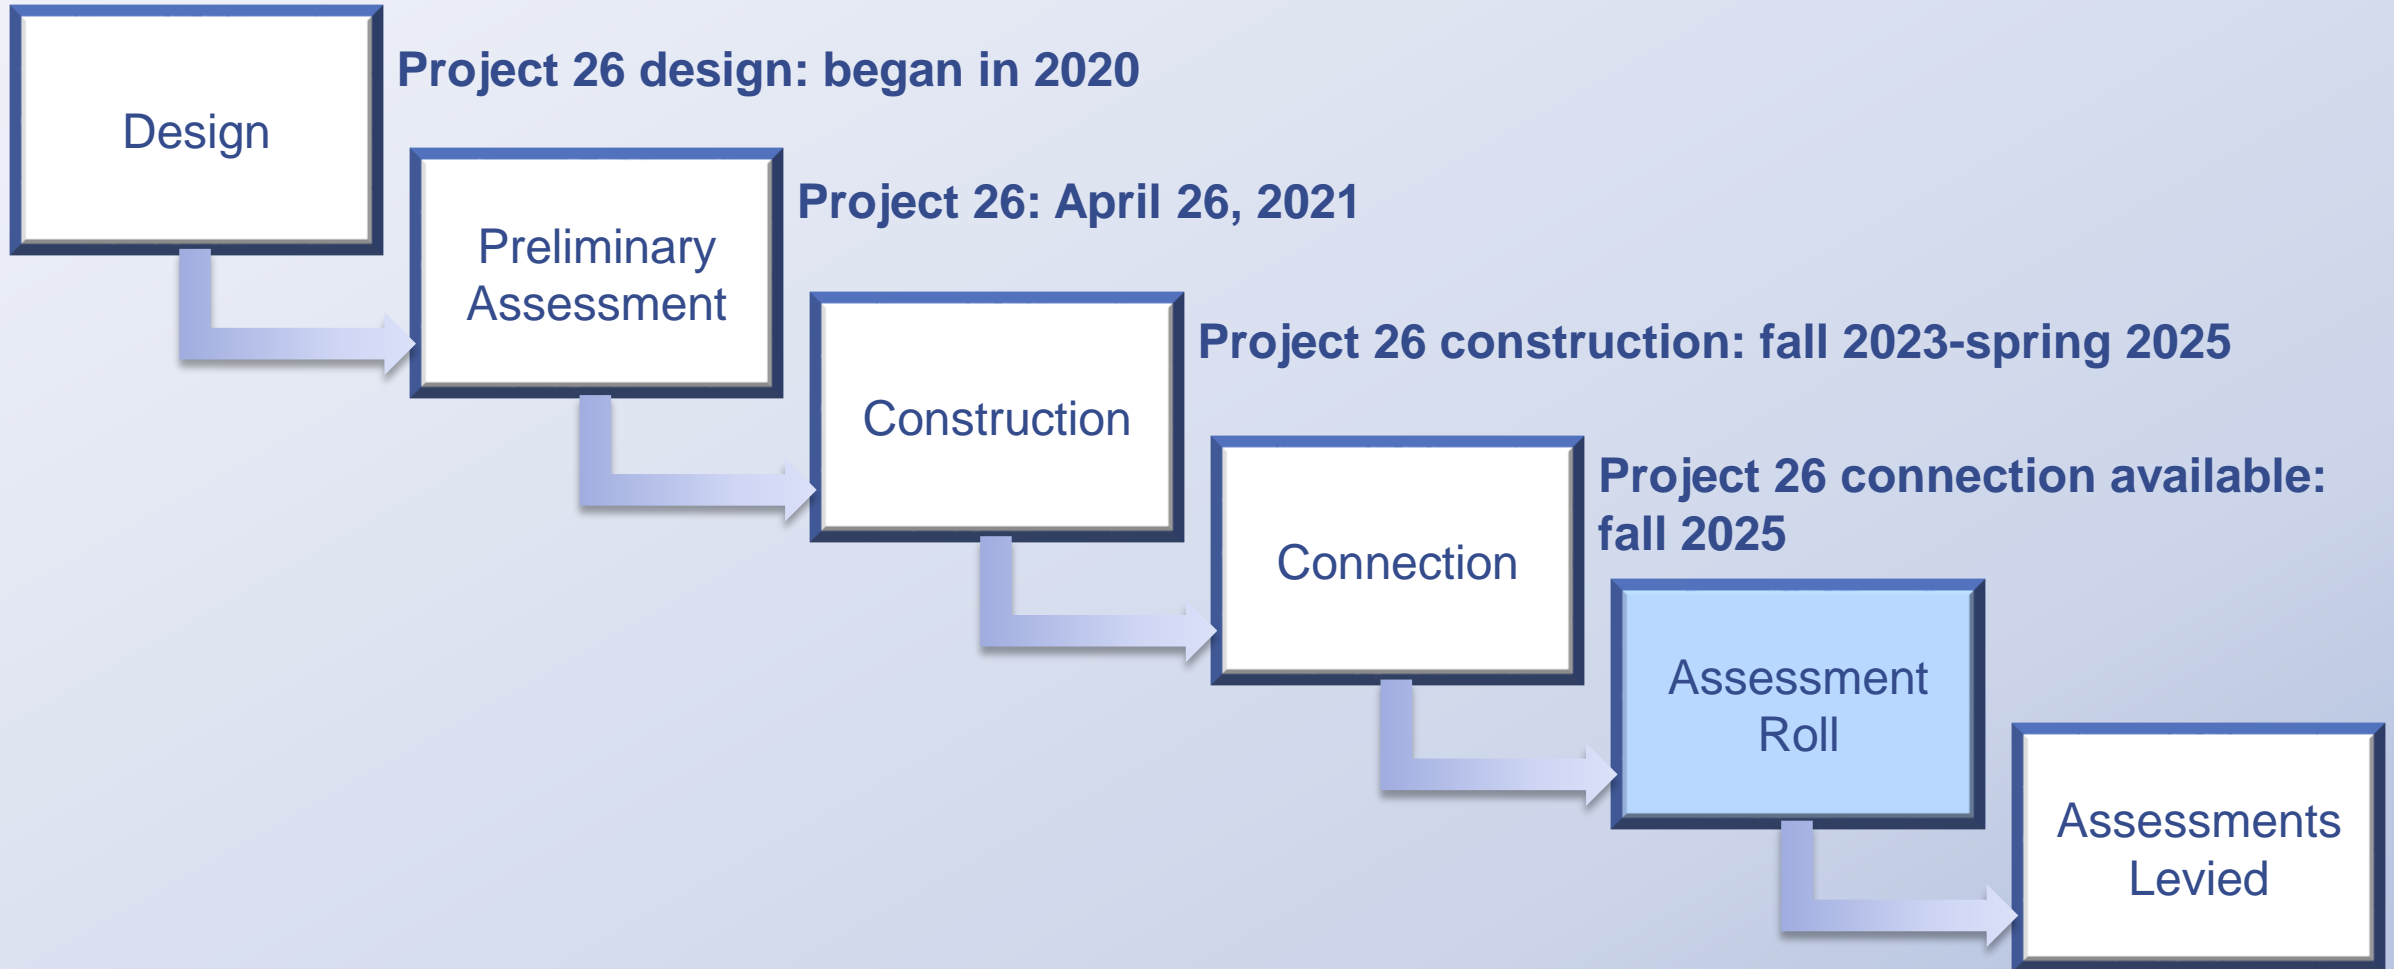 Project 26 design: began in 2020
Design
Project 26: April 26, 2021
Preliminary
Assessment
Project 26 construction: fall 2023-spring 2025
Construction
Project 26 connection available:
fall 2025
Connection
Assessment
Roll
Assessments
Levied